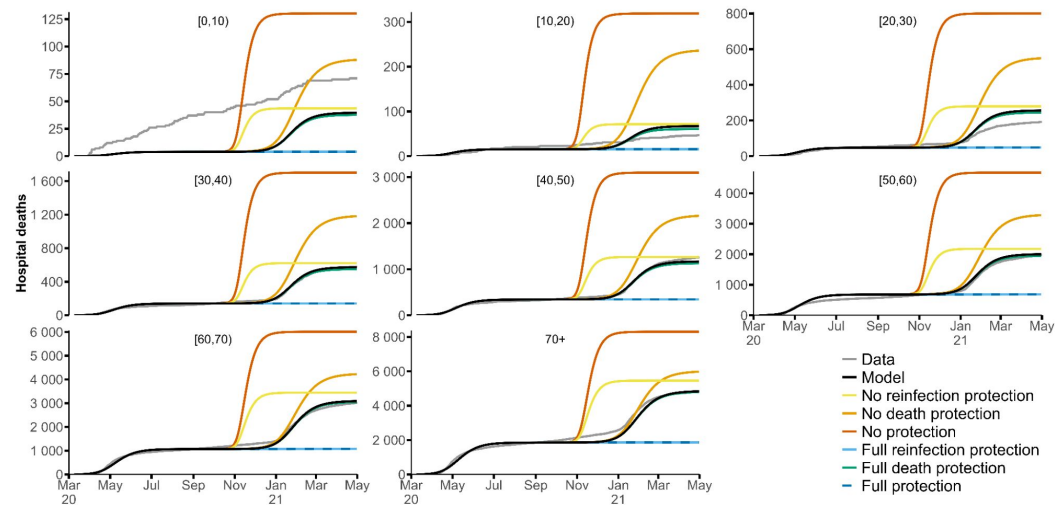 [0,10)
[10,20)
[20,30)
125
100
75
50
25
0
300
200
100
0
800
600
400
200
0
[30,40)
[40,50)
[50,60)
1 600
1 200
800
400
0
3 000
2 000
1 000
0
4 000
3 000
2 000
1 000
0
Hospital deaths
Mar
20
May
Jul
Sep
Nov
Jan
21
Mar
May
[60,70)
70+
6 000
5 000
4 000
3 000
2 000
1 000
0
8 000
6 000
4 000
2 000
0
Mar
20
May
Jul
Sep
Nov
Jan
21
Mar
May
Mar
20
May
Jul
Sep
Nov
Jan
21
Mar
May
Data
Model
No reinfection protection
No death protection
No protection
Full reinfection protection
Full death protection
Full protection